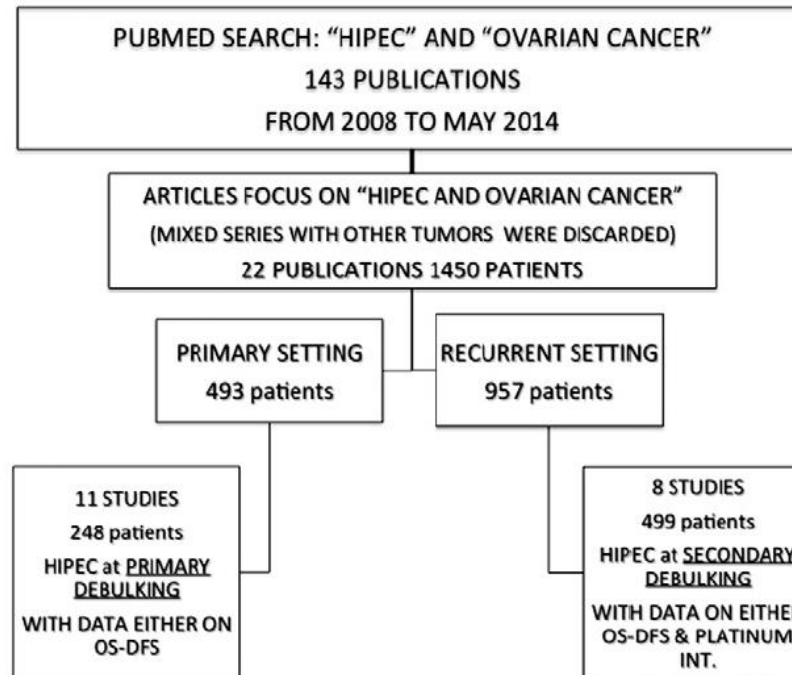 PUBMED SEARCH: “HIPEC” AND “OVARIAN CANCER”
143 PUBLICATIONS
FROM 2008 TO MAY 2014
ARTICLES FOCUS ON “HIPEC AND OVARIAN CANCER”
(MIXED SERIES WITH OTHER TUMORS WERE DISCARDED)
22 PUBLICATIONS 1450 PATIENTS
PRIMARY SETTING
493 patients
RECURRENT SETTING
957 patients
11 STUDIES
248 patients
HIPEC at PRIMARY
DEBULKING
WITH DATA EITHER ON
OS-DFS
8 STUDIES
499 patients
HIPEC at SECONDARY
DEBULKING
WITH DATA ON EITHER
OS-DFS & PLATINUM
INT.